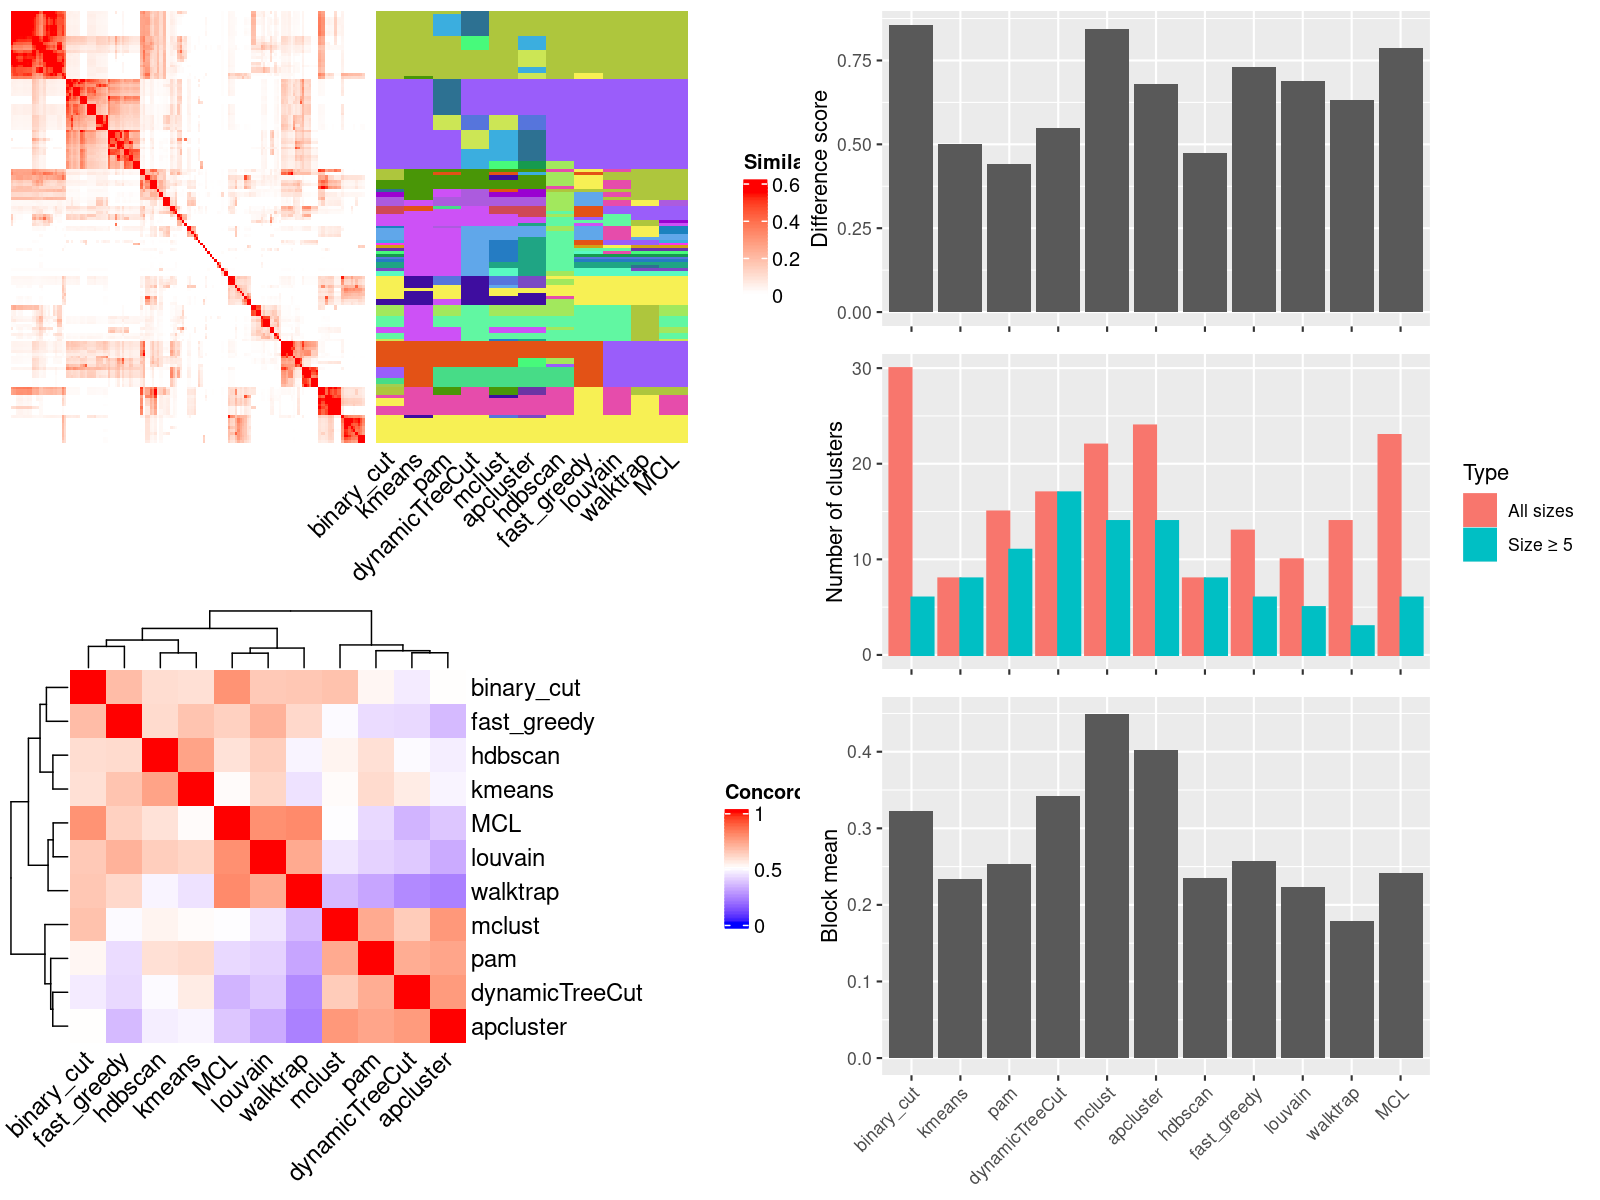 Simila
0.6
0.4
0.2
0
binary_cut
kmeans
pam
dynamicTreeCut
mclust
apcluster
hdbscan
fast_greedy
louvain
walktrap
MCL
binary_cut
fast_greedy
hdbscan
kmeans
MCL
louvain
walktrap
mclust
pam
dynamicTreeCut
apcluster
binary_cut
fast_greedy
hdbscan
kmeans
MCL
louvain
walktrap
mclust
pam
dynamicTreeCut
apcluster
Concord
1
0.5
0
Difference score
0.75
0.50
0.25
0.00
Number of clusters
30
20
10
0
Type
All sizes
Size ≥ 5
Block mean
0.4
0.3
0.2
0.1
0.0
binary_cut
kmeans
pam
dynamicTreeCut
mclust
apcluster
hdbscan
fast_greedy
louvain
walktrap
MCL